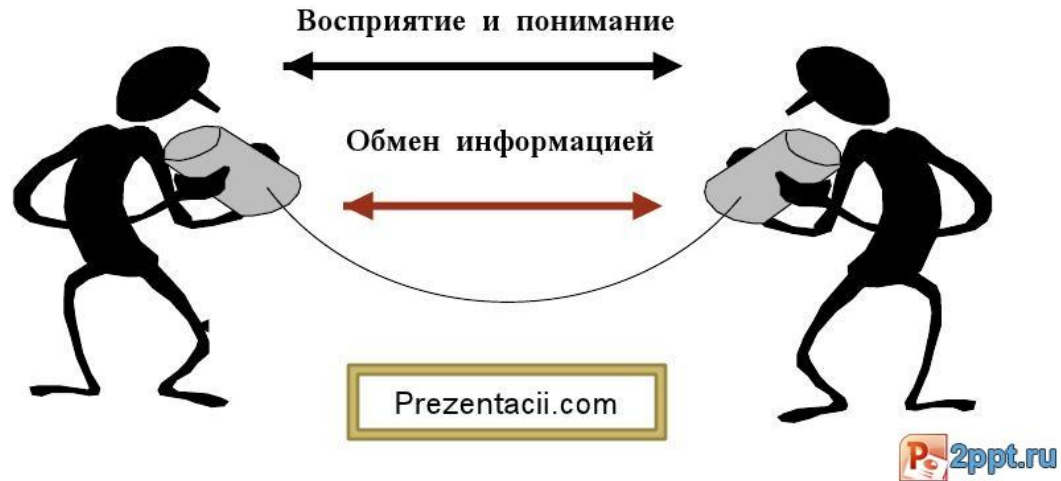 Восприятие и понимание
Обмен информацией
Prezentacii.com
P 2ppt.ru